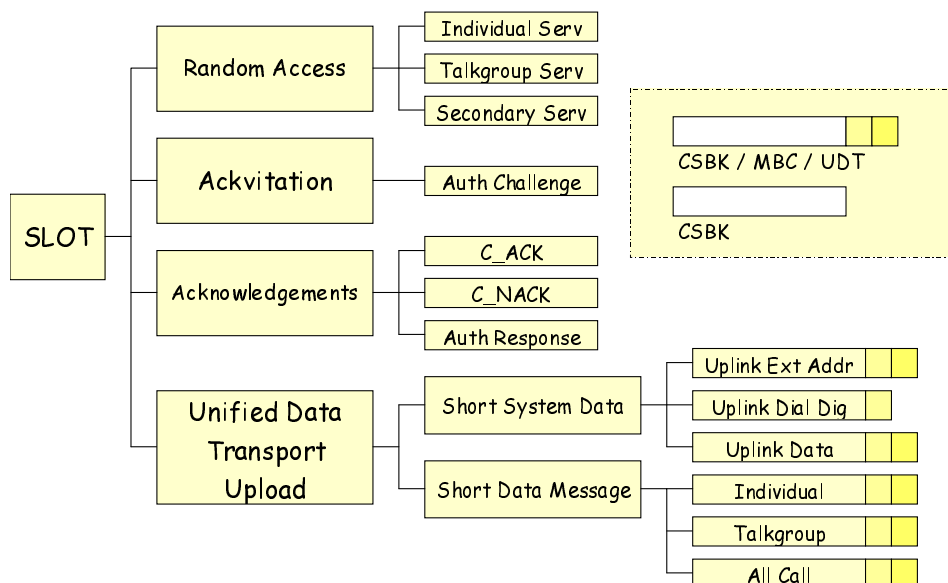 SLOT
Random Access
Individual Serv
Talkgroup Serv
Secondary Serv
Ackvitation
Auth Challenge
Acknowledgements
C_ACK
C_NACK
Auth Response
Unified Data
Transport
Upload
Short System Data
Uplink Ext Addr
Uplink Dial Dig
Uplink Data
Short Data Message
Individual
Talkgroup
All Call
CSBK / MBC / UDT
CSBK